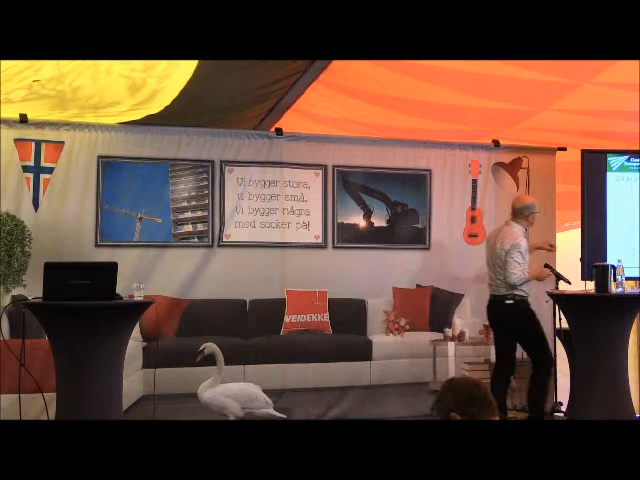 Vi bygger stora,
vi bygger små.
Vi bygger några
med socker på!
VEIDEKKE